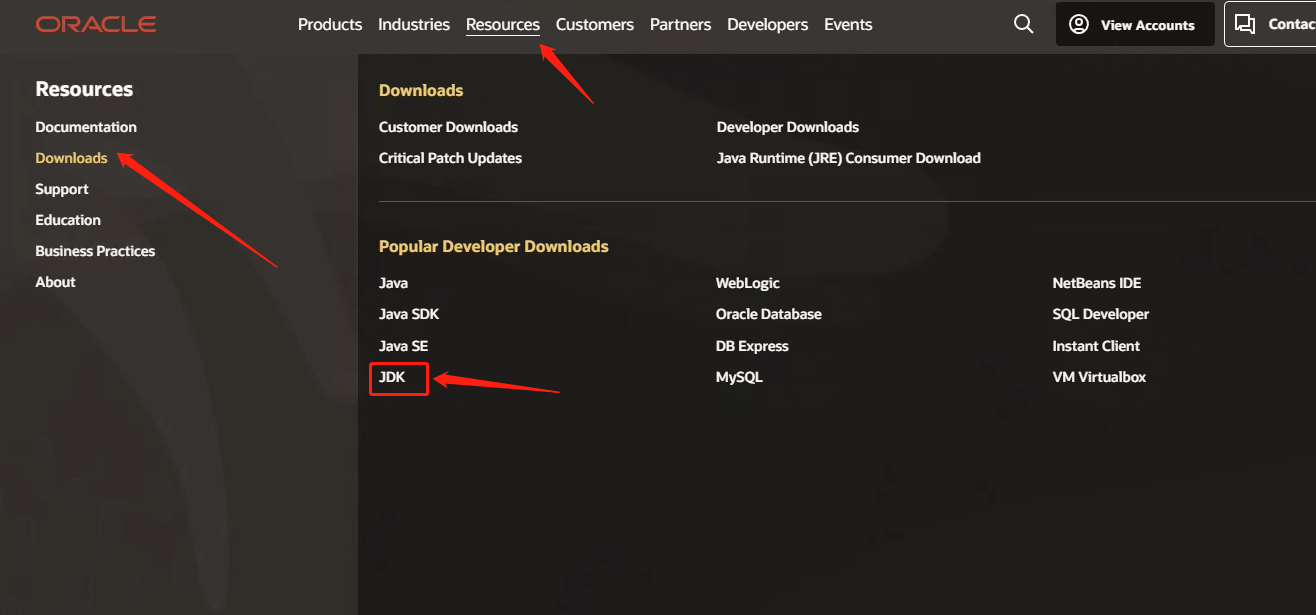 ORACLE
Products Industries Resources Customers Partners Developers Events
View Accounts
Contac
Resources
Documentation
Downloads
Support
Education
Business Practices
About
Downloads
Customer Downloads
Developer Downloads
Critical Patch Updates
Java Runtime (JRE) Consumer Download
Popular Developer Downloads
Java
WebLogic
NetBeans IDE
Java SDK
Oracle Database
SQL Developer
Java SE
DB Express
Instant Client
JDK
MySQL
VM Virtualbox